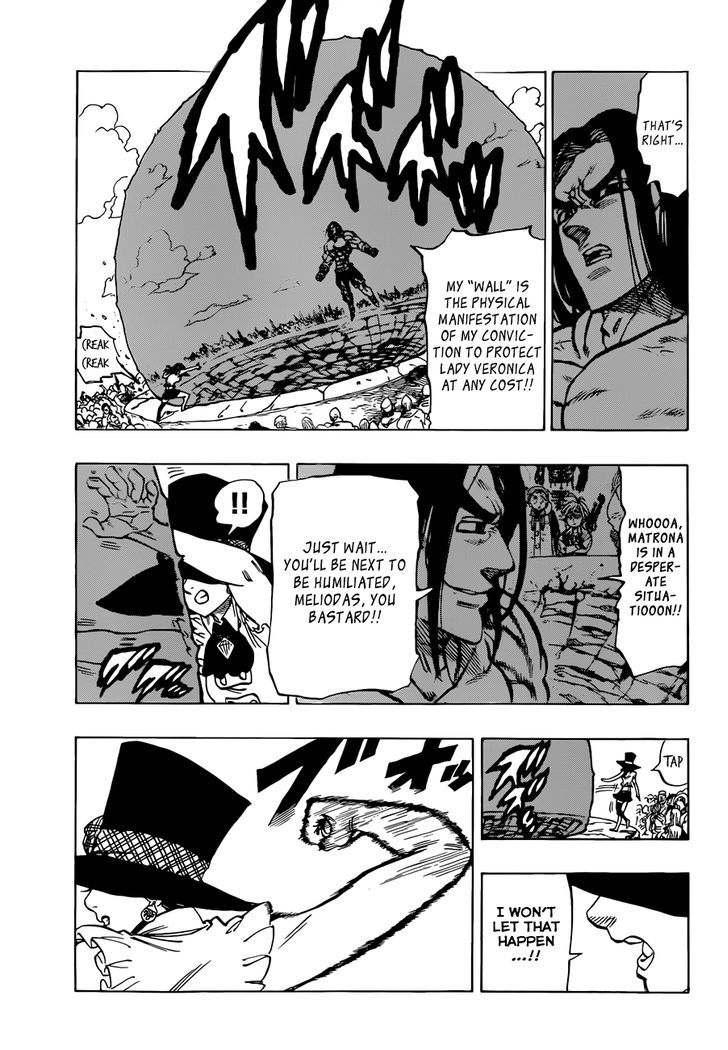 THAT'S
RIGHT...
MY "WALL" IS
THE PHYSICAL
MANIFESTATION
OF MY CONVIC-
TION TO PROTECT
LADY VERONICA
AT ANY COST!!
CREAK
CREAK
WHOOOA,
MATRONA
IS IN A
DESPER-
ATE
SITUA-
TIOOON!!
JUST WAIT...
YOU'LL BE NEXT TO
BE HUMILIATED,
MELIODAS, YOU
BASTARD!!
!!
TAP
I WON'T
LET THAT
HAPPEN
...!!